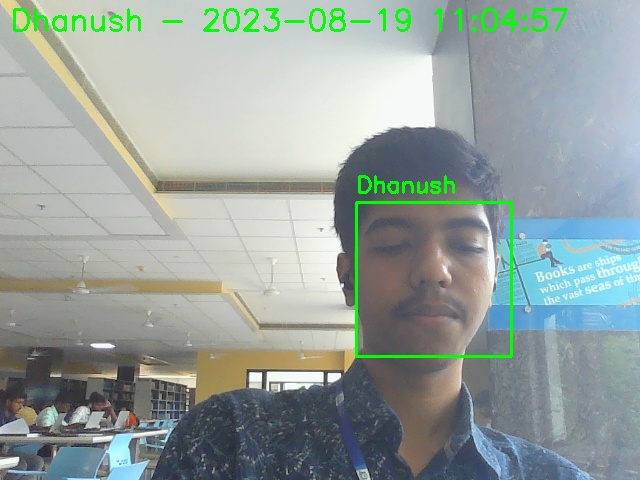 Dhanush - 2023-08-19 11:04:57
Dhanush
Books are ships
which pass through
the vast seas of